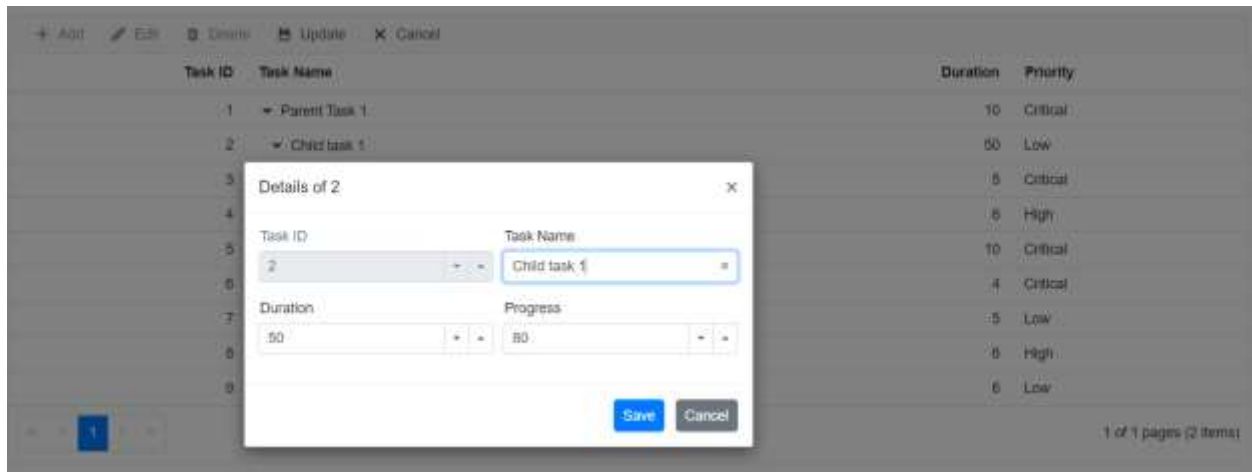 Add Edit Delete Update Cancel
Task ID Task Name Duration Priority
1 Parent Task 1 10 Critical
2 Child task 1 50 Low
3 5 Critical
4 6 High
5 10 Critical
6 4 Critical
7 5 Low
8 6 High
9 6 Low
Details of 2
Task ID Task Name
2 Child task 1
Duration Progress
50 80
Save Cancel
1 1 of 1 pages (2 items)